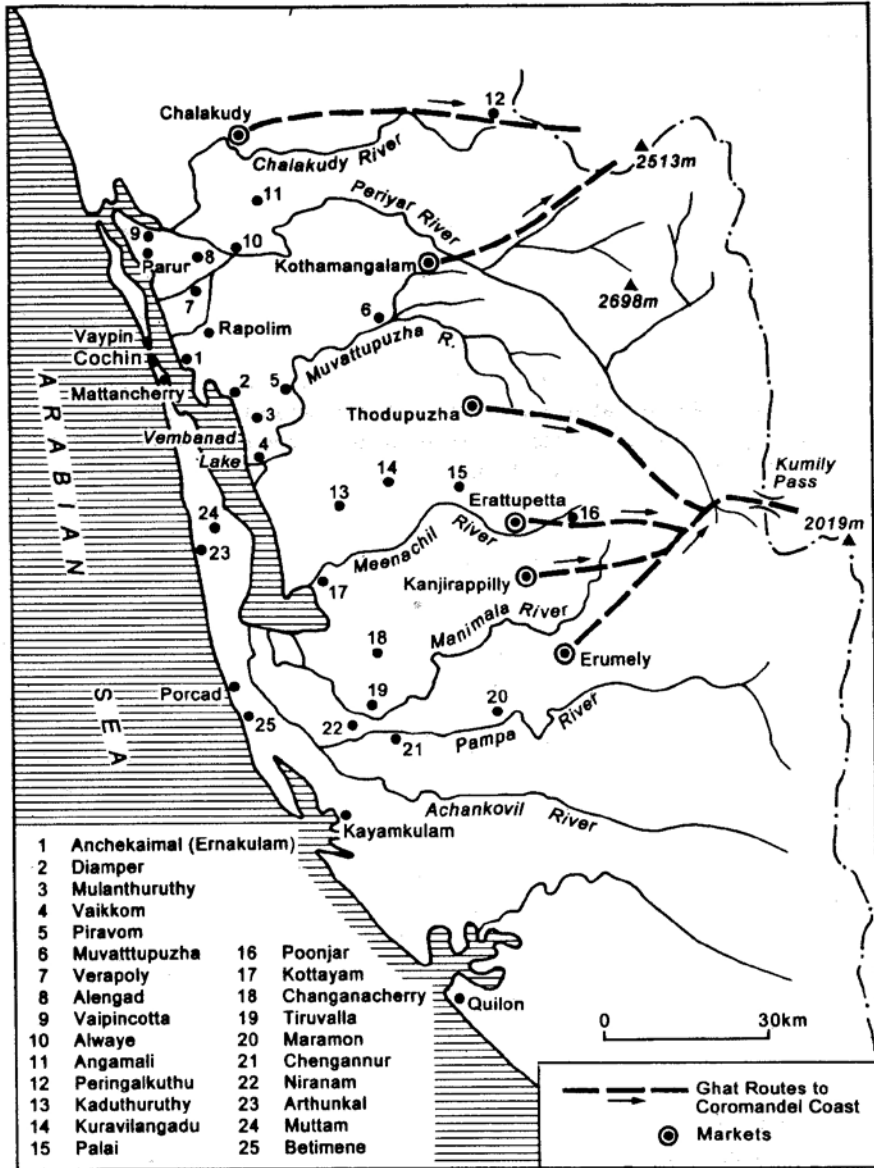 12
Chalakudy
Chalakudy River
2513m
11
Periyar River
9
10
Parur
8
Kothamangalam
2698m
7
6
Rapolim
Vaypin
Muvattupuzha R.
Cochin
1
Mattancherry
2
5
Thodupuzha
3
Vembanad
Lake
4
ARABIAN SEA
Kumily
Pass
14
15
13
Erattupetta
16
2019m
24
23
Meenachil River
17
Kanjirappilly
Manimala River
18
Erumely
Porcad
19
20
25
22
21
Pampa River
Achankovil River
Kayamkulam
Quilon
0 30km
1 Anchekaimal (Ernakulam)
2 Diamper
3 Mulanthuruthy
4 Vaikkom
5 Piravom
6 Muvatttupuzha
7 Verapoly
8 Alengad
9 Vaipincotta
10 Alwaye
11 Angamali
12 Peringalkuthu
13 Kaduthuruthy
14 Kuravilangadu
15 Palai
16 Poonjar
17 Kottayam
18 Changanacherry
19 Tiruvalla
20 Maramon
21 Chengannur
22 Niranam
23 Arthunkal
24 Muttam
25 Betimene
Ghat Routes to
Coromandel Coast
Markets